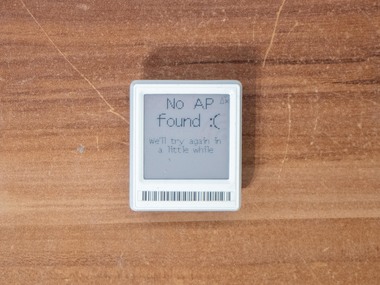 No AP
found :(
we'll try again in
a little while